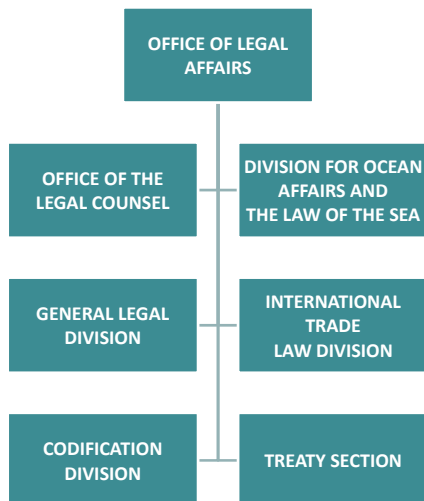 OFFICE OF LEGAL
AFFAIRS
OFFICE OF THE
LEGAL COUNSEL
DIVISION FOR OCEAN
AFFAIRS AND
THE LAW OF THE SEA
GENERAL LEGAL
DIVISION
INTERNATIONAL
TRADE
LAW DIVISION
CODIFICATION
DIVISION
TREATY SECTION